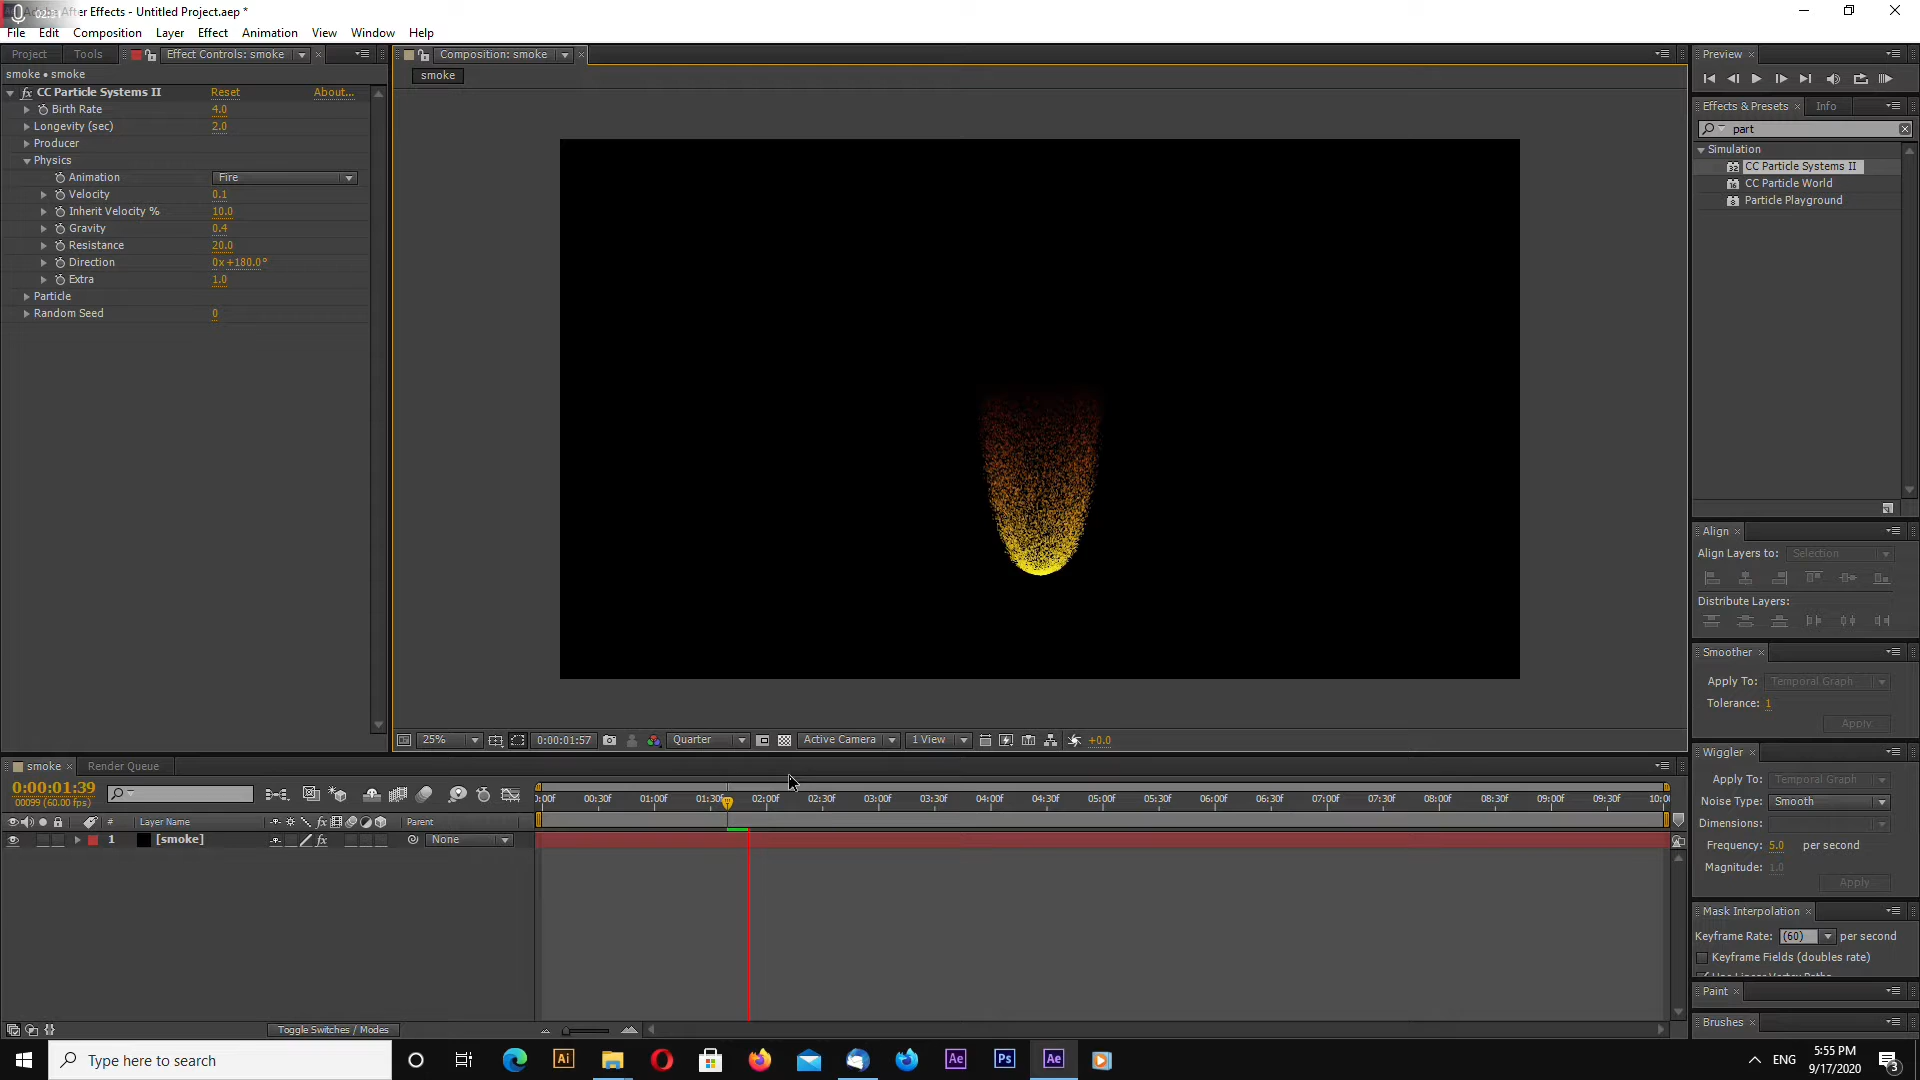 After Effects - Untitled Project.aep *
File Edit Composition Layer Effect Animation View Window Help
Project Tools Effect Controls: smoke Composition: smoke
smoke • smoke
smoke
fx CC Particle Systems II Reset About...
Birth Rate 4.0
Longevity (sec) 2.0
Producer
Physics
Animation Fire
Velocity 0.1
Inherit Velocity % 10.0
Gravity 0.4
Resistance 20.0
Direction 0x +180.0°
Extra 1.0
Particle
Random Seed 0
25% 0:00:01:57 Quarter Active Camera 1 View +0.0
Preview
Effects & Presets Info
part
Simulation
CC Particle Systems II
CC Particle World
Particle Playground
Align
Align Layers to: Selection
Distribute Layers:
Smoother
Apply To: Temporal Graph
Tolerance: 1
Apply
Wiggler
Apply To: Temporal Graph
Noise Type: Smooth
Dimensions:
Frequency: 5.0 per second
Magnitude: 1.0
Apply
Mask Interpolation
Keyframe Rate: (60) per second
Keyframe Fields (doubles rate)
Paint
Brushes
smoke Render Queue
0:00:01:39
00099 (60.00 fps)
:00f 00:30f 01:00f 01:30f 02:00f 02:30f 03:00f 03:30f 04:00f 04:30f 05:00f 05:30f 06:00f 06:30f 07:00f 07:30f 08:00f 08:30f 09:00f 09:30f 10:00
# Layer Name fx Parent
1 [smoke] fx None
Toggle Switches / Modes
Type here to search
Ai Ae Ps Ae
ENG
5:55 PM
9/17/2020
3